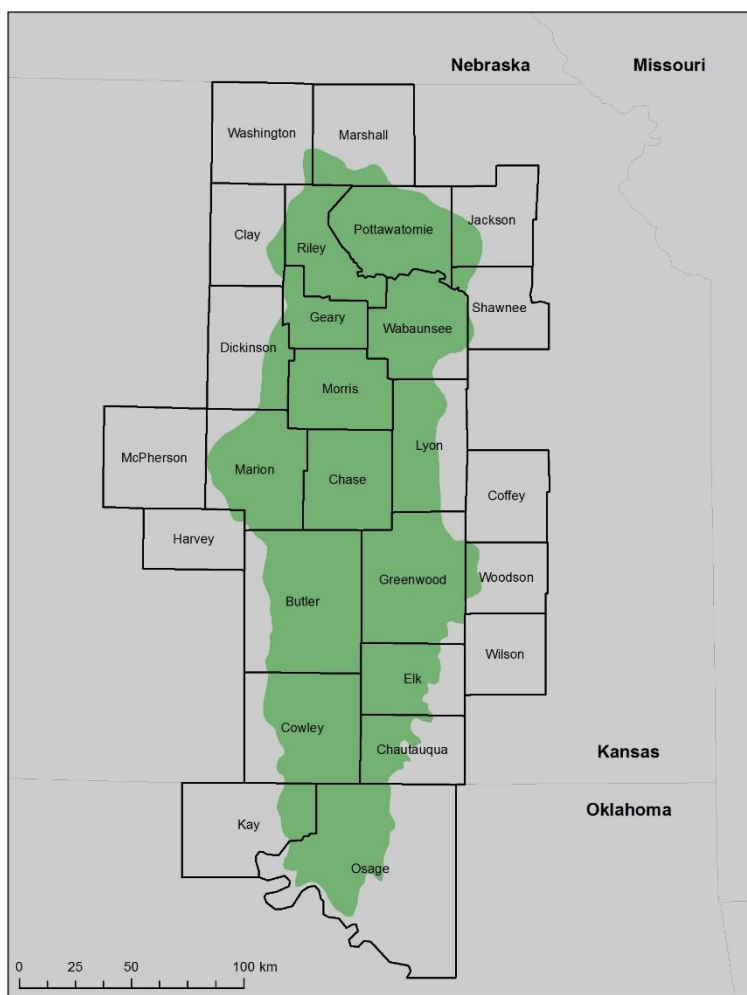 Nebraska Missouri
Washington Marshall
Pottawatomie Jackson
Clay Riley
Geary Wabaunsee Shawnee
Dickinson
Morris
McPherson Marion Chase Lyon
Coffey
Harvey
Butler Greenwood Woodson
Wilson
Elk
Cowley Chautauqua
Kansas
Oklahoma
Kay
Osage
0 25 50 100 km